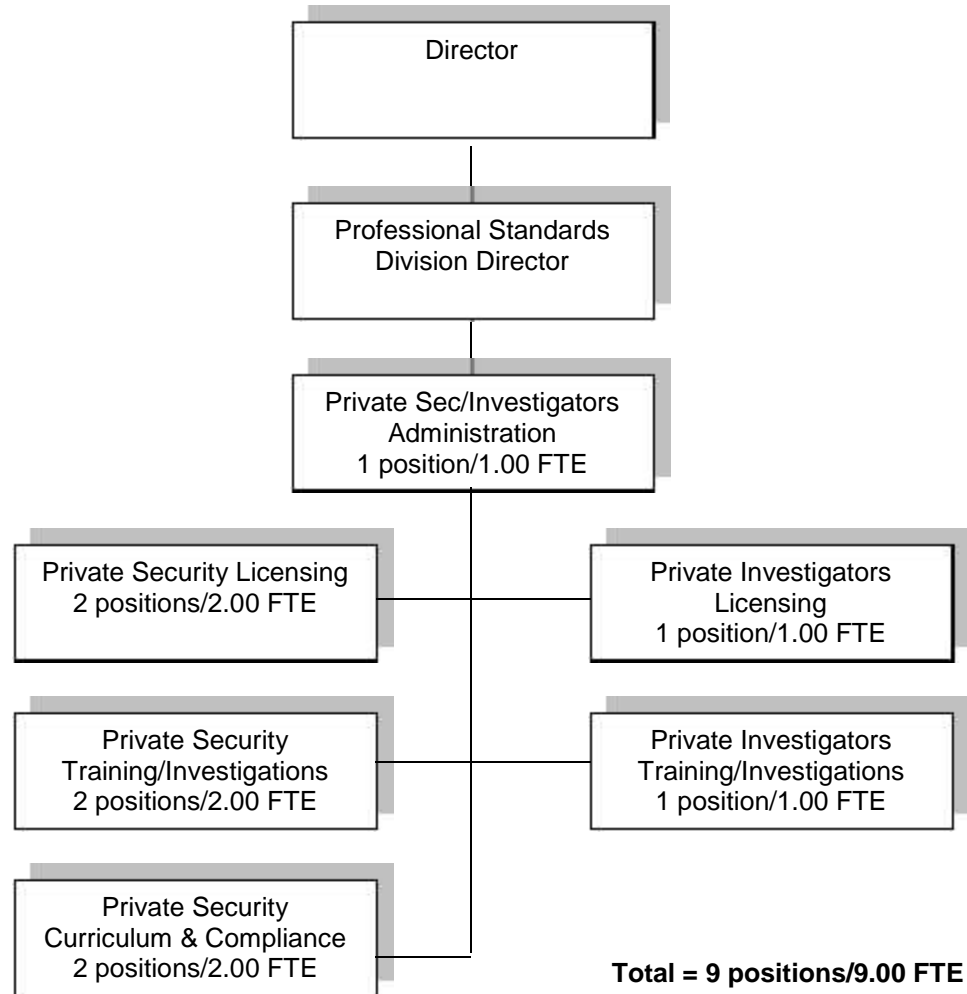 Director
Professional Standards
Division Director
Private Sec/Investigators
Administration
1 position/1.00 FTE
Private Security Licensing
2 positions/2.00 FTE
Private Investigators
Licensing
1 position/1.00 FTE
Private Security
Training/Investigations
2 positions/2.00 FTE
Private Investigators
Training/Investigations
1 position/1.00 FTE
Private Security
Curriculum & Compliance
2 positions/2.00 FTE
Total = 9 positions/9.00 FTE